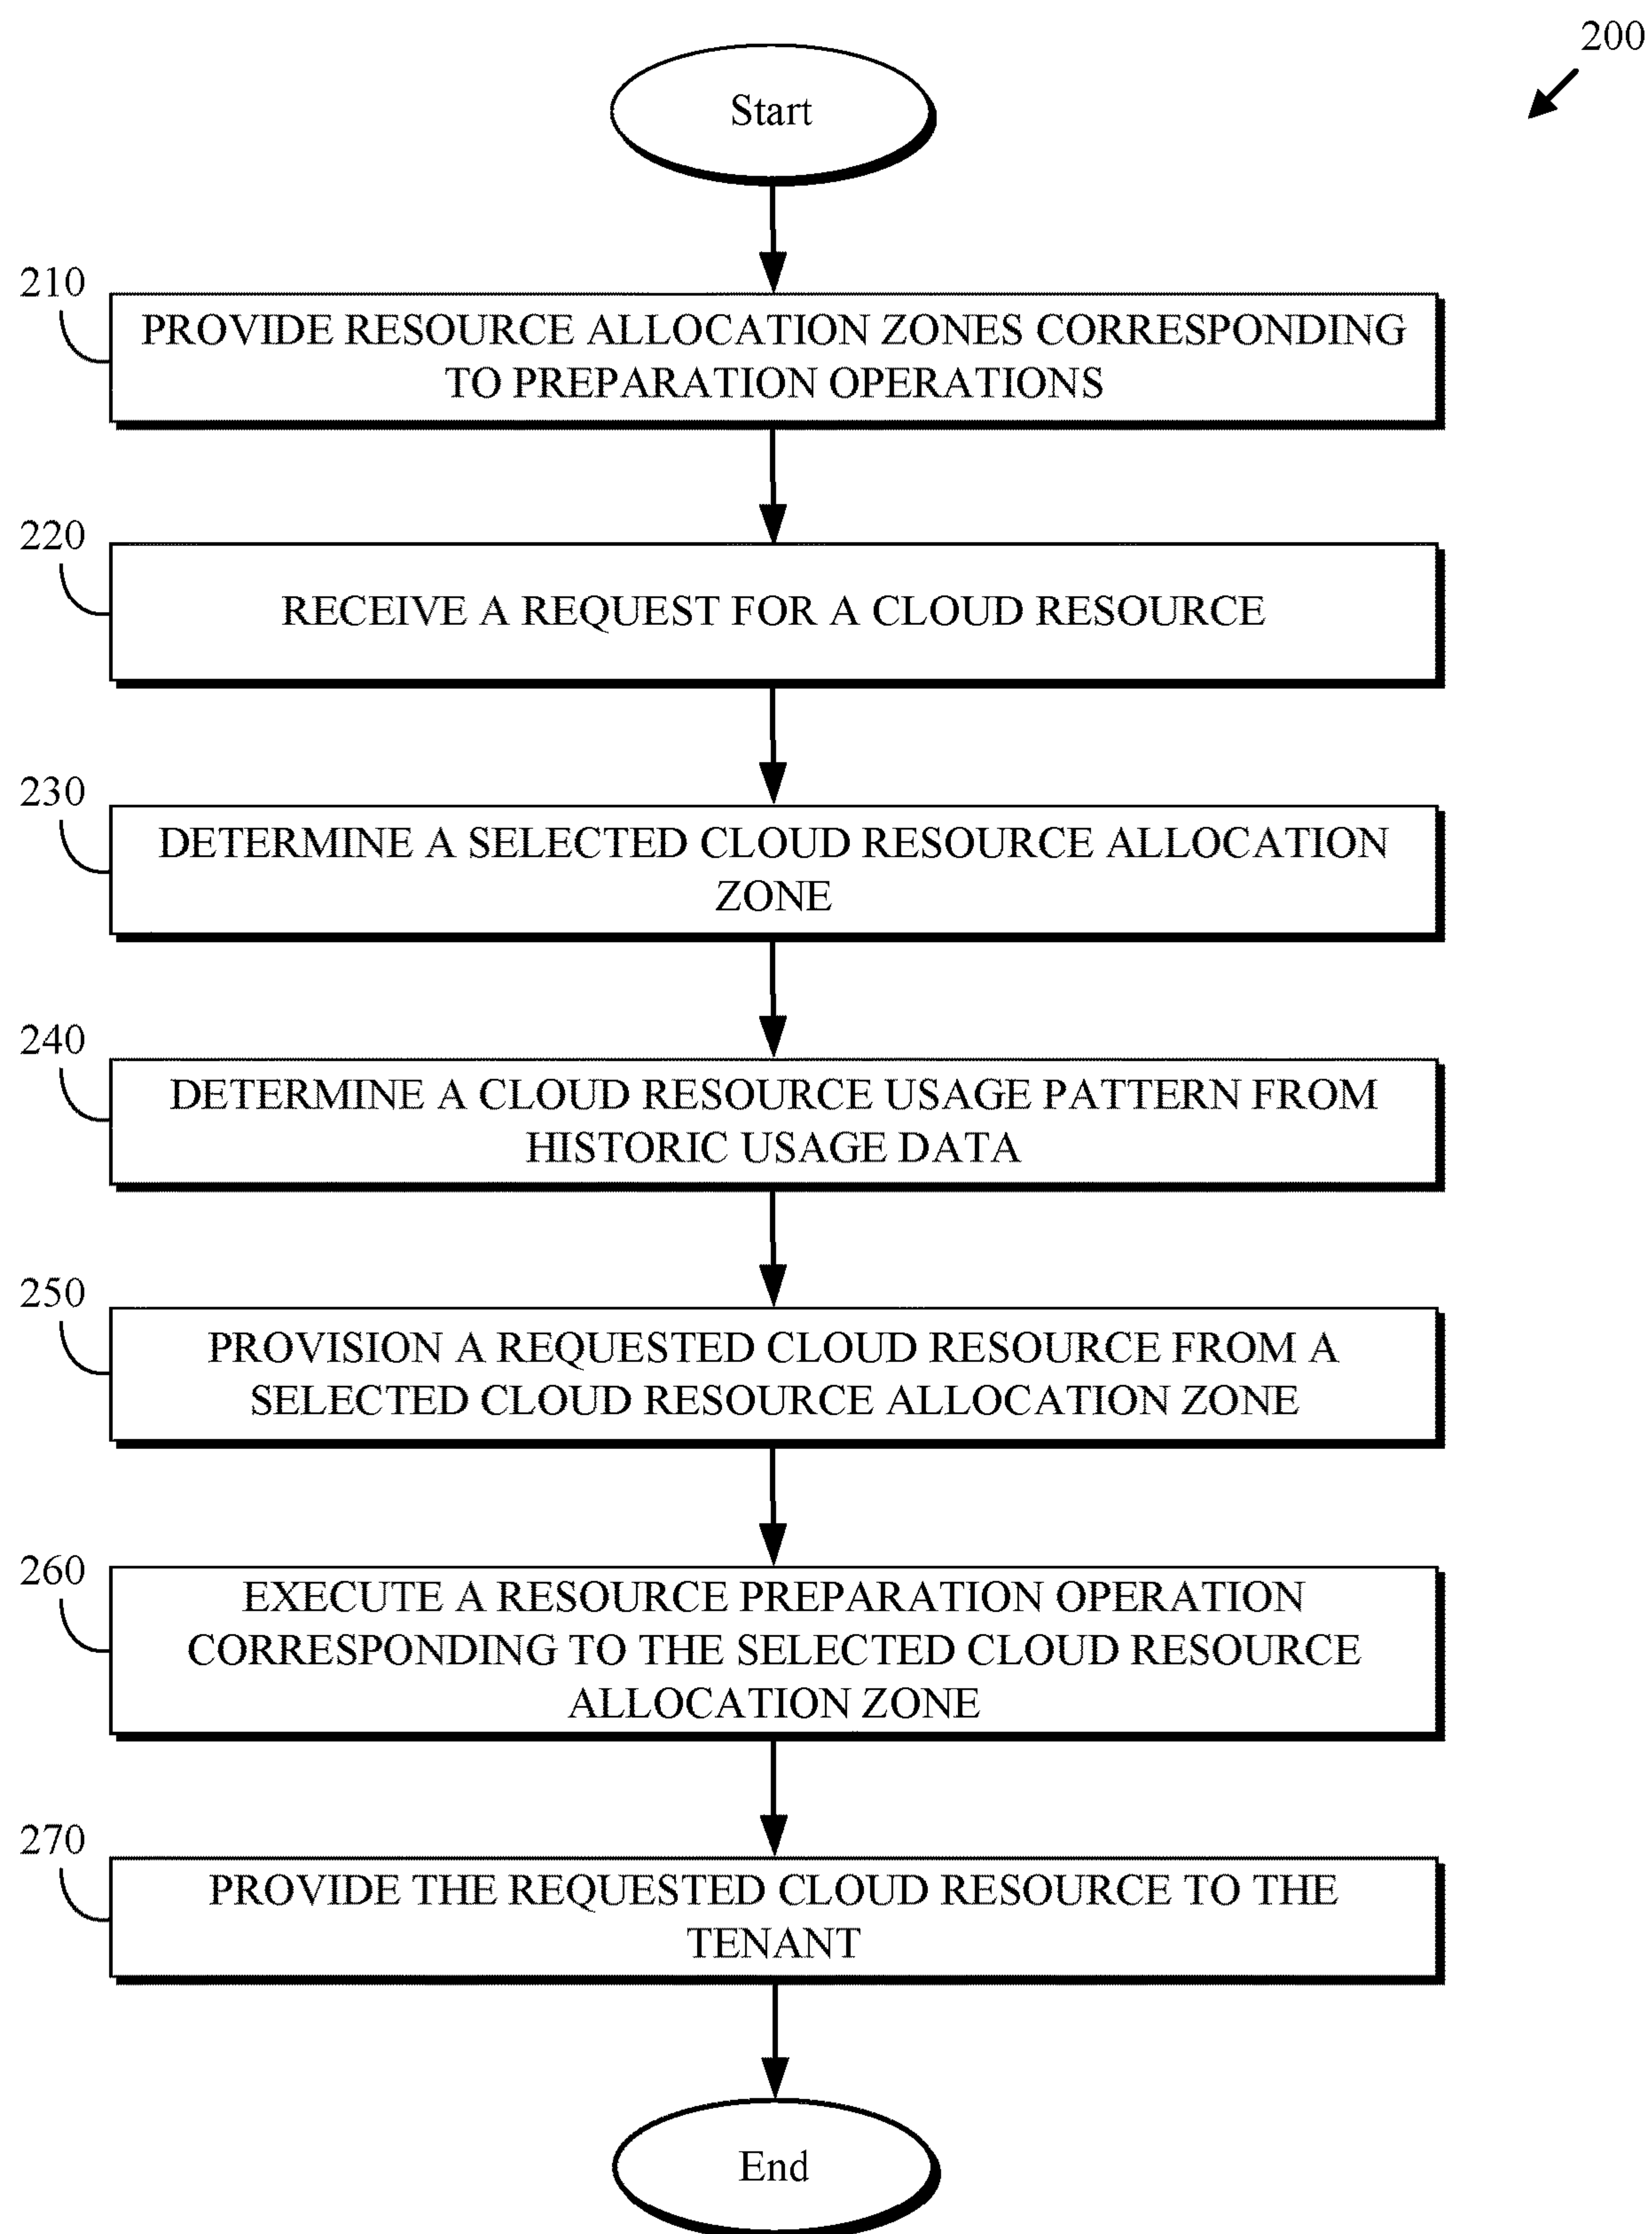 200
Start
210
PROVIDE RESOURCE ALLOCATION ZONES CORRESPONDING
TO PREPARATION OPERATIONS
220
RECEIVE A REQUEST FOR A CLOUD RESOURCE
230
DETERMINE A SELECTED CLOUD RESOURCE ALLOCATION
ZONE
240
DETERMINE A CLOUD RESOURCE USAGE PATTERN FROM
HISTORIC USAGE DATA
250
PROVISION A REQUESTED CLOUD RESOURCE FROM A
SELECTED CLOUD RESOURCE ALLOCATION ZONE
260
EXECUTE A RESOURCE PREPARATION OPERATION
CORRESPONDING TO THE SELECTED CLOUD RESOURCE
ALLOCATION ZONE
270
PROVIDE THE REQUESTED CLOUD RESOURCE TO THE
TENANT
End